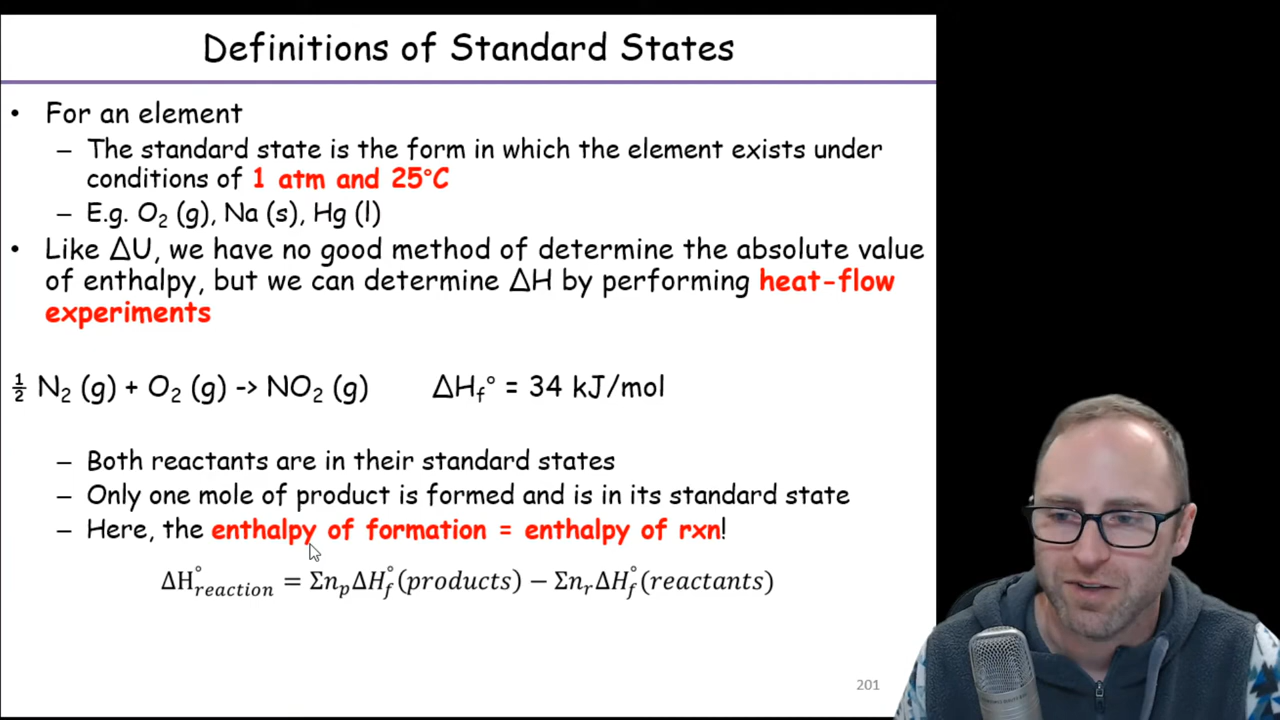 Definitions of Standard States
• For an element
– The standard state is the form in which the element exists under
conditions of 1 atm and 25°C
– E.g. O₂ (g), Na (s), Hg (l)
• Like ΔU, we have no good method of determine the absolute value
of enthalpy, but we can determine ΔH by performing heat-flow
experiments
½ N₂ (g) + O₂ (g) -> NO₂ (g) ΔHf° = 34 kJ/mol
– Both reactants are in their standard states
– Only one mole of product is formed and is in its standard state
– Here, the enthalpy of formation = enthalpy of rxn!
ΔH°reaction = Σnₚ ΔH°f(products) − Σnᵣ ΔH°f(reactants)
201